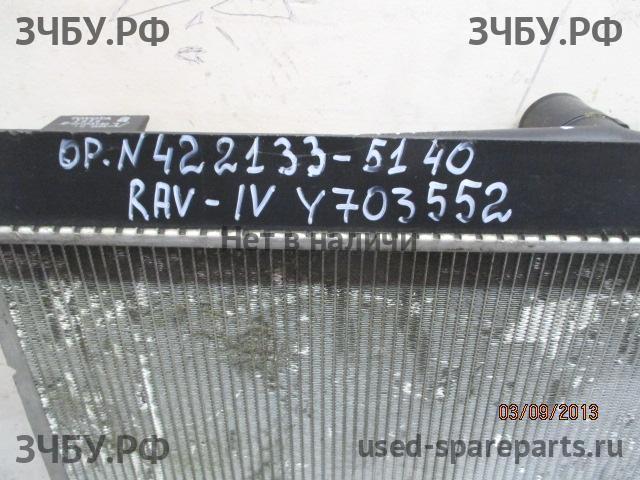 ЗЧБУ.РФ ЗЧБУ.РФ
ОР.N422133-5140
RAV-IV Y703552
Нет в наличи
03/09/2013
ЗЧБУ.РФ used-spareparts.ru